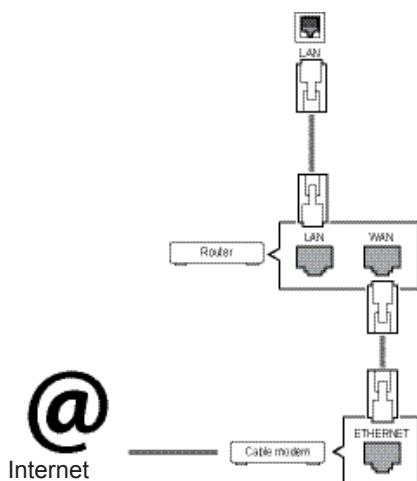 LAN
LAN WAN
Router
@
ETHERNET
Cable modem
Internet